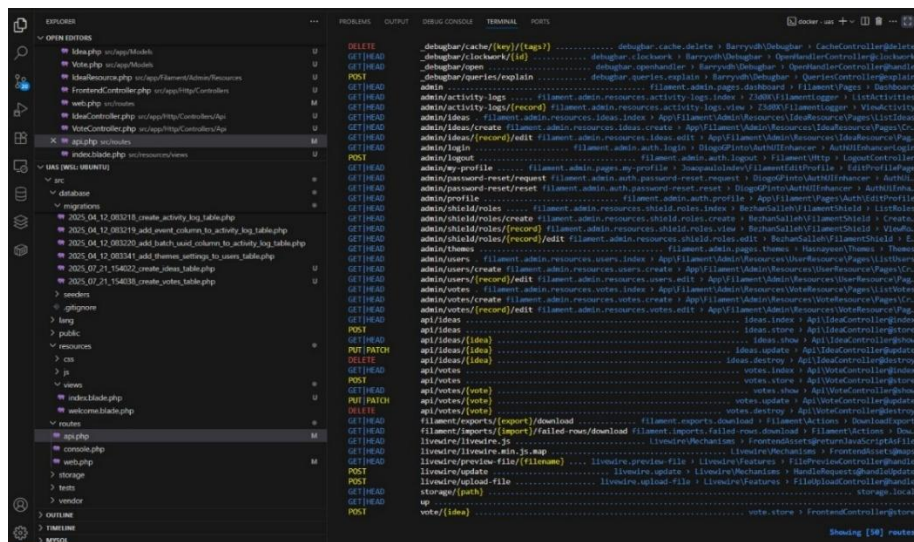 EXPLORER
OPEN EDITORS
Idea.php src/app/Models U
Vote.php src/app/Models U
IdeaResource.php src/app/Filament/Admin/Resources U
FrontendController.php src/app/Http/Controllers U
web.php src/routes M
IdeaController.php src/app/Http/Controllers/Api U
VoteController.php src/app/Http/Controllers/Api U
api.php src/routes M
index.blade.php src/resources/views U
UAS [WSL: UBUNTU]
src
database
migrations
2025_04_12_083218_create_activity_log_table.php
2025_04_12_083219_add_event_column_to_activity_log_table.php
2025_04_12_083220_add_batch_uuid_column_to_activity_log_table.php
2025_04_12_083341_add_themes_settings_to_users_table.php
2025_07_21_154022_create_ideas_table.php U
2025_07_21_154038_create_votes_table.php U
seeders
.gitignore
lang
public
resources
css
js
views
index.blade.php U
welcome.blade.php
routes
api.php M
console.php
web.php M
storage
tests
vendor
OUTLINE
TIMELINE
MYSQL
PROBLEMS OUTPUT DEBUG CONSOLE TERMINAL PORTS
docker - uas
DELETE _debugbar/cache/{key}/{tags?} debugbar.cache.delete › Barryvdh\Debugbar › CacheController@delete
GET|HEAD _debugbar/clockwork/{id} debugbar.clockwork › Barryvdh\Debugbar › OpenHandlerController@clockwork
GET|HEAD _debugbar/open debugbar.openhandler › Barryvdh\Debugbar › OpenHandlerController@handle
POST _debugbar/queries/explain debugbar.queries.explain › Barryvdh\Debugbar › QueriesController@explain
GET|HEAD admin filament.admin.pages.dashboard › Filament\Pages › Dashboard
GET|HEAD admin/activity-logs filament.admin.resources.activity-logs.index › Z3d0X\FilamentLogger › ListActivities
GET|HEAD admin/activity-logs/{record} filament.admin.resources.activity-logs.view › Z3d0X\FilamentLogger › ViewActivity
GET|HEAD admin/ideas filament.admin.resources.ideas.index › App\Filament\Admin\Resources\IdeaResource\Pages\ListIdeas
GET|HEAD admin/ideas/create filament.admin.resources.ideas.create › App\Filament\Admin\Resources\IdeaResource\Pages\Cr…
GET|HEAD admin/ideas/{record}/edit filament.admin.resources.ideas.edit › App\Filament\Admin\Resources\IdeaResource\Pag…
GET|HEAD admin/login filament.admin.auth.login › DiogoGPinto\AuthUIEnhancer › AuthUIEnhancerLogin
POST admin/logout filament.admin.auth.logout › Filament\Http › LogoutController
GET|HEAD admin/my-profile filament.admin.pages.my-profile › Joaopaulolndev\FilamentEditProfile › EditProfilePage
GET|HEAD admin/password-reset/request filament.admin.auth.password-reset.request › DiogoGPinto\AuthUIEnhancer › AuthUI…
GET|HEAD admin/password-reset/reset filament.admin.auth.password-reset.reset › DiogoGPinto\AuthUIEnhancer › AuthUIEnha…
GET|HEAD admin/profile filament.admin.auth.profile › App\Filament\Pages\Auth\EditProfile
GET|HEAD admin/shield/roles filament.admin.resources.shield.roles.index › BezhanSalleh\FilamentShield › ListRoles
GET|HEAD admin/shield/roles/create filament.admin.resources.shield.roles.create › BezhanSalleh\FilamentShield › Create…
GET|HEAD admin/shield/roles/{record} filament.admin.resources.shield.roles.view › BezhanSalleh\FilamentShield › ViewRo…
GET|HEAD admin/shield/roles/{record}/edit filament.admin.resources.shield.roles.edit › BezhanSalleh\FilamentShield › E…
GET|HEAD admin/themes filament.admin.pages.themes › Hasnayeen\Themes › Themes
GET|HEAD admin/users filament.admin.resources.users.index › App\Filament\Admin\Resources\UserResource\Pages\ListUsers
GET|HEAD admin/users/create filament.admin.resources.users.create › App\Filament\Admin\Resources\UserResource\Pages\Cr…
GET|HEAD admin/users/{record}/edit filament.admin.resources.users.edit › App\Filament\Admin\Resources\UserResource\Pag…
GET|HEAD admin/votes filament.admin.resources.votes.index › App\Filament\Admin\Resources\VoteResource\Pages\ListVotes
GET|HEAD admin/votes/create filament.admin.resources.votes.create › App\Filament\Admin\Resources\VoteResource\Pages\Cr…
GET|HEAD admin/votes/{record}/edit filament.admin.resources.votes.edit › App\Filament\Admin\Resources\VoteResource\Pag…
GET|HEAD api/ideas ideas.index › Api\IdeaController@index
POST api/ideas ideas.store › Api\IdeaController@store
GET|HEAD api/ideas/{idea} ideas.show › Api\IdeaController@show
PUT|PATCH api/ideas/{idea} ideas.update › Api\IdeaController@update
DELETE api/ideas/{idea} ideas.destroy › Api\IdeaController@destroy
GET|HEAD api/votes votes.index › Api\VoteController@index
POST api/votes votes.store › Api\VoteController@store
GET|HEAD api/votes/{vote} votes.show › Api\VoteController@show
PUT|PATCH api/votes/{vote} votes.update › Api\VoteController@update
DELETE api/votes/{vote} votes.destroy › Api\VoteController@destroy
GET|HEAD filament/exports/{export}/download filament.exports.download › Filament\Actions › DownloadExport
GET|HEAD filament/imports/{import}/failed-rows/download filament.imports.failed-rows.download › Filament\Actions › Dow…
GET|HEAD livewire/livewire.js Livewire\Mechanisms › FrontendAssets@returnJavaScriptAsFile
GET|HEAD livewire/livewire.min.js.map Livewire\Mechanisms › FrontendAssets@maps
GET|HEAD livewire/preview-file/{filename} livewire.preview-file › Livewire\Features › FilePreviewController@handle
POST livewire/update livewire.update › Livewire\Mechanisms › HandleRequests@handleUpdate
POST livewire/upload-file livewire.upload-file › Livewire\Features › FileUploadController@handle
GET|HEAD storage/{path} storage.local
GET|HEAD up
POST vote/{idea} vote.store › FrontendController@store
Showing [50] routes